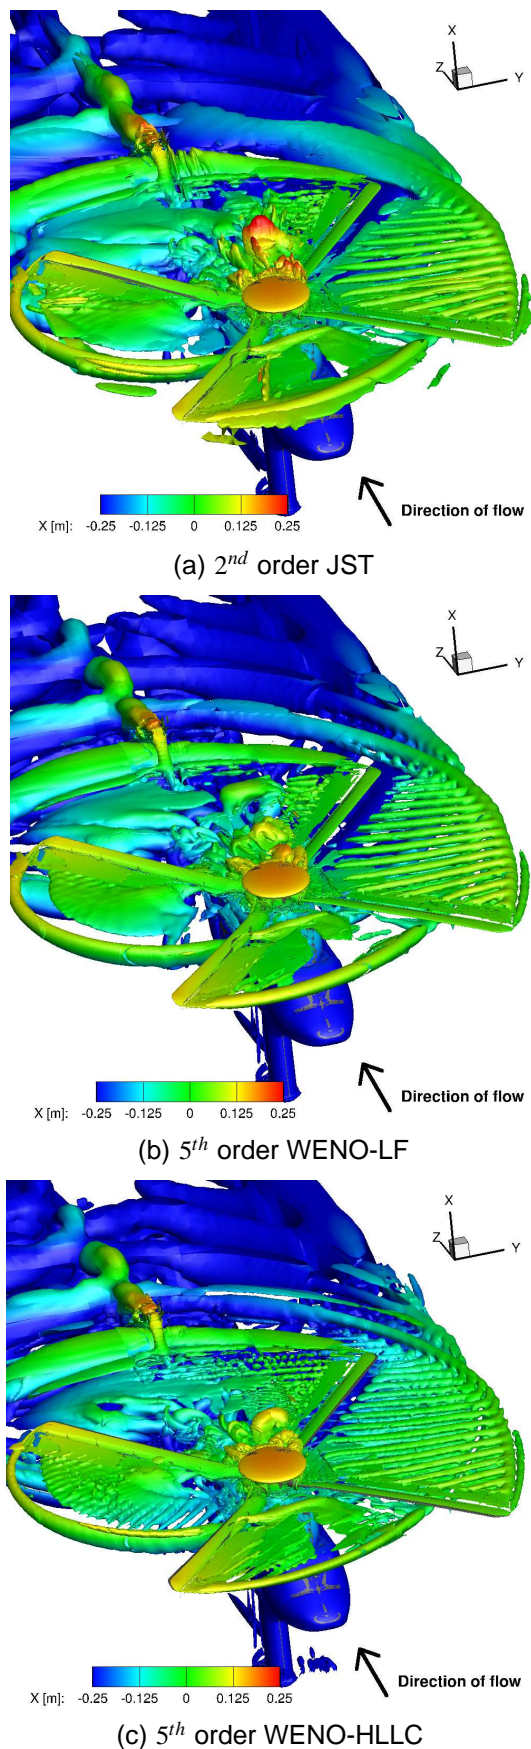 X
Z
Y
X [m]: -0.25 -0.125 0 0.125 0.25
Direction of flow
(a) 2nd order JST
X
Z
Y
X [m]: -0.25 -0.125 0 0.125 0.25
Direction of flow
(b) 5th order WENO-LF
X
Z
Y
X [m]: -0.25 -0.125 0 0.125 0.25
Direction of flow
(c) 5th order WENO-HLLC